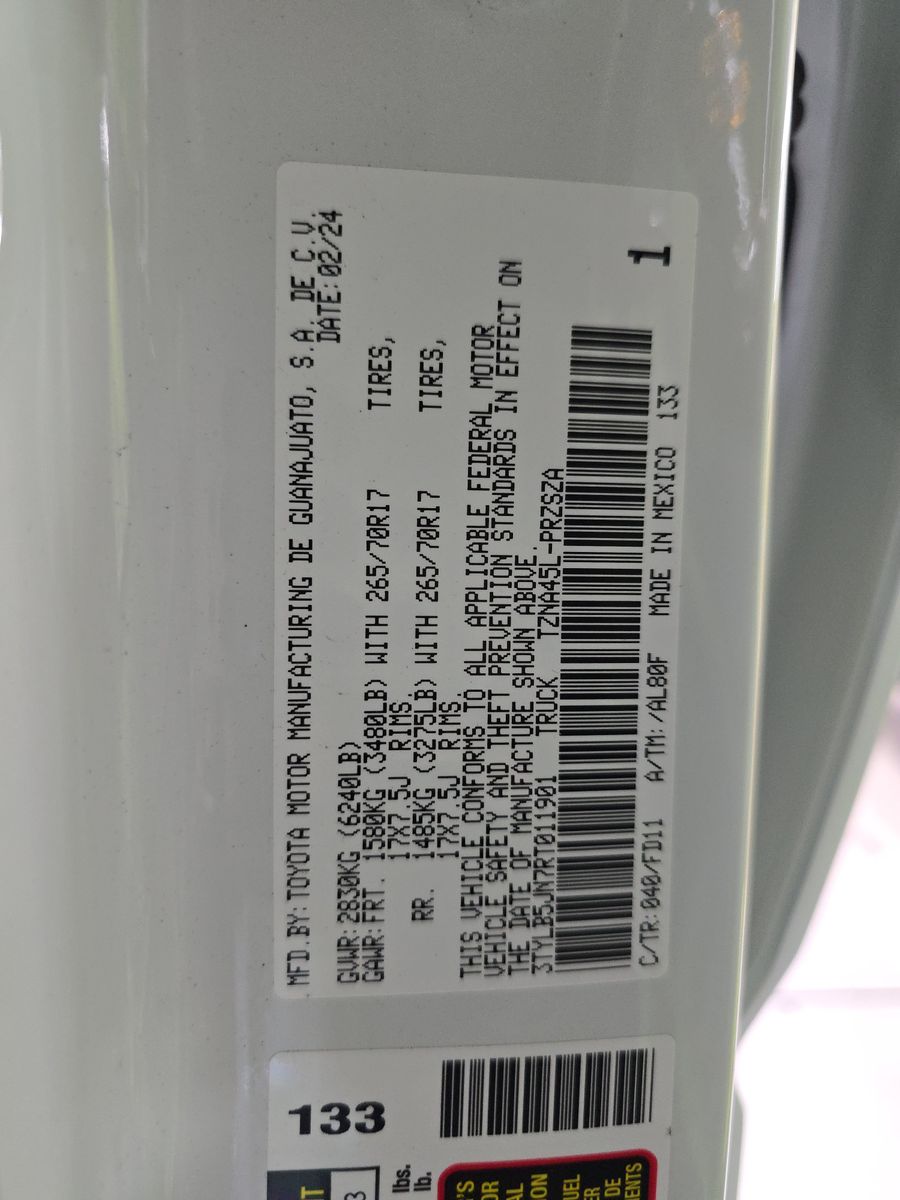 MFD.BY:TOYOTA MOTOR MANUFACTURING DE GUANAJUATO, S.A. DE C.V.
DATE:02/24
GVWR:2830KG (6240LB)
GAWR:FRT. 1580KG (3480LB) WITH 265/70R17 TIRES,
17X7.5J RIMS.
RR. 1485KG (3275LB) WITH 265/70R17 TIRES,
17X7.5J RIMS.
THIS VEHICLE CONFORMS TO ALL APPLICABLE FEDERAL MOTOR
VEHICLE SAFETY AND THEFT PREVENTION STANDARDS IN EFFECT ON
THE DATE OF MANUFACTURE SHOWN ABOVE.
3TYLB5JN7RT011901 TRUCK TZNA45L-PRZSZA
C/TR:040/FD11 A/TM:/AL80F MADE IN MEXICO 133
1
133
lbs.
lb.